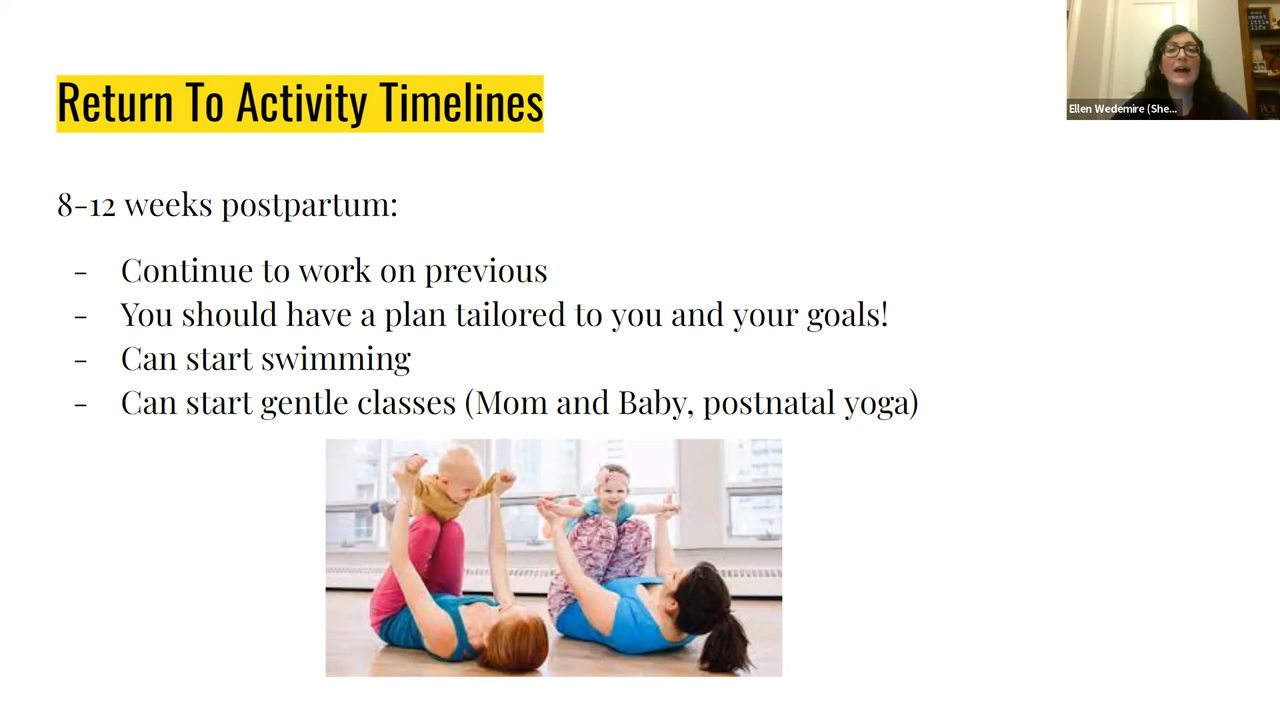 Return To Activity Timelines
Ellen Wedemire (She...
8-12 weeks postpartum:
- Continue to work on previous
- You should have a plan tailored to you and your goals!
- Can start swimming
- Can start gentle classes (Mom and Baby, postnatal yoga)